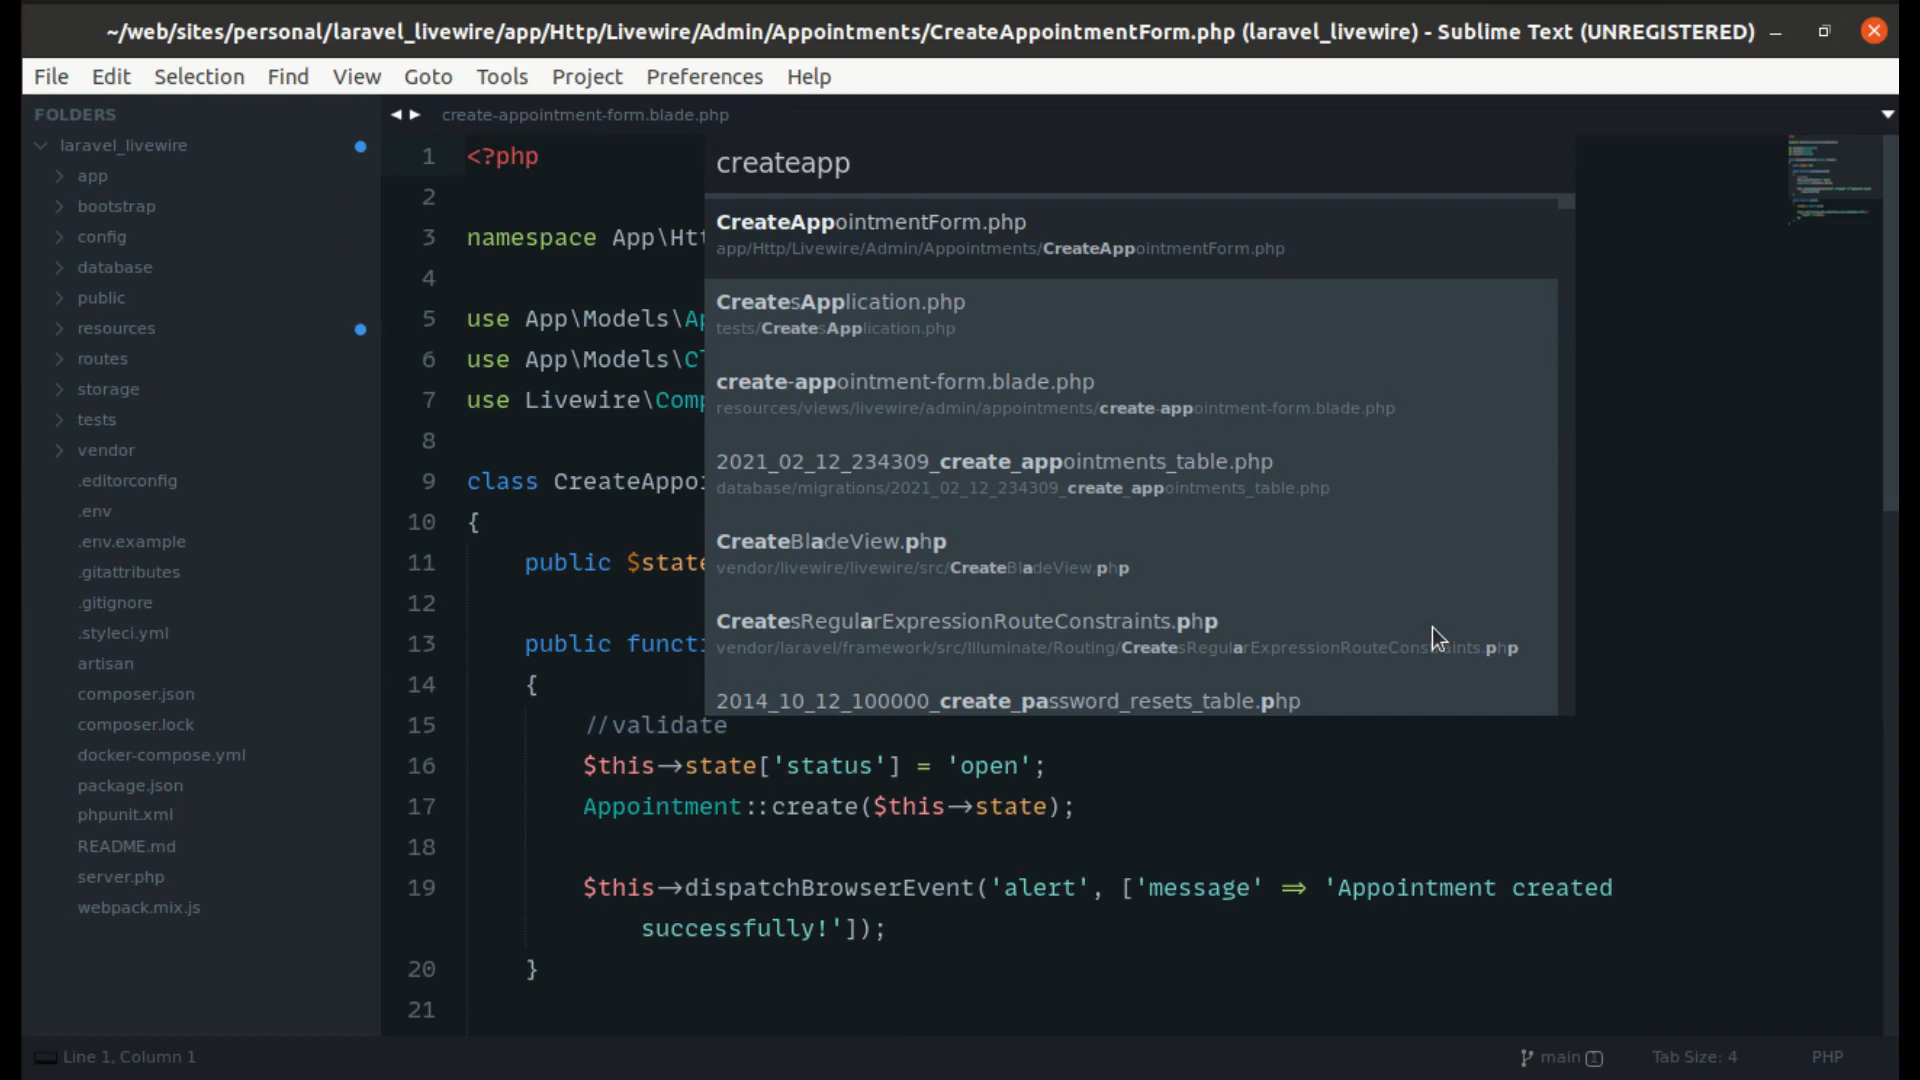 ~/web/sites/personal/laravel_livewire/app/Http/Livewire/Admin/Appointments/CreateAppointmentForm.php (laravel_livewire) - Sublime Text (UNREGISTERED)
File Edit Selection Find View Goto Tools Project Preferences Help
FOLDERS
laravel_livewire
app
bootstrap
config
database
public
resources
routes
storage
tests
vendor
.editorconfig
.env
.env.example
.gitattributes
.gitignore
.styleci.yml
artisan
composer.json
composer.lock
docker-compose.yml
package.json
phpunit.xml
README.md
server.php
webpack.mix.js
create-appointment-form.blade.php
createapp
CreateAppointmentForm.php
app/Http/Livewire/Admin/Appointments/CreateAppointmentForm.php
CreatesApplication.php
tests/CreatesApplication.php
create-appointment-form.blade.php
resources/views/livewire/admin/appointments/create-appointment-form.blade.php
2021_02_12_234309_create_appointments_table.php
database/migrations/2021_02_12_234309_create_appointments_table.php
CreateBladeView.php
vendor/livewire/livewire/src/CreateBladeView.php
CreatesRegularExpressionRouteConstraints.php
vendor/laravel/framework/src/Illuminate/Routing/CreatesRegularExpressionRouteConstraints.php
2014_10_12_100000_create_password_resets_table.php
1 <?php
2
3 namespace App\Htt
4
5 use App\Models\Ap
6 use App\Models\Cl
7 use Livewire\Comp
8
9 class CreateAppoi
10 {
11 public $state
12
13 public functi
14 {
15 //validate
16 $this->state['status'] = 'open';
17 Appointment::create($this->state);
18
19 $this->dispatchBrowserEvent('alert', ['message' => 'Appointment created
successfully!']);
20 }
21
Line 1, Column 1
main 1
Tab Size: 4
PHP